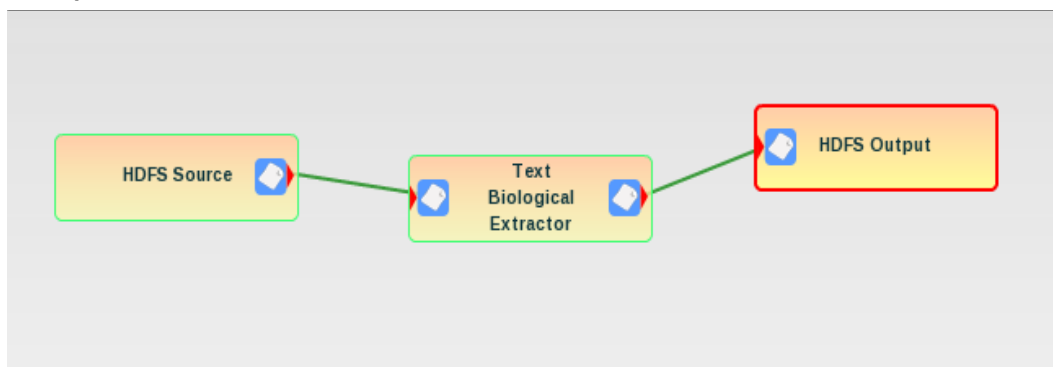 HDFS Source
Text
Biological
Extractor
HDFS Output